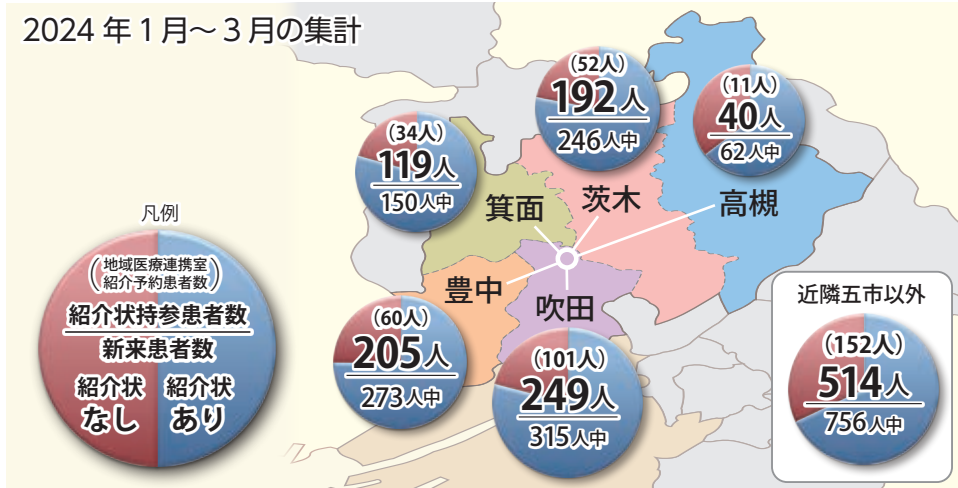 2024年1月～3月の集計
(52人)
192人
246人中
(11人)
40人
62人中
(34人)
119人
150人中
箕面
茨木
高槻
凡例
(地域医療連携室
紹介予約患者数)
紹介状持参患者数
新来患者数
紹介状
なし
紹介状
あり
豊中
吹田
(60人)
205人
273人中
(101人)
249人
315人中
近隣五市以外
(152人)
514人
756人中